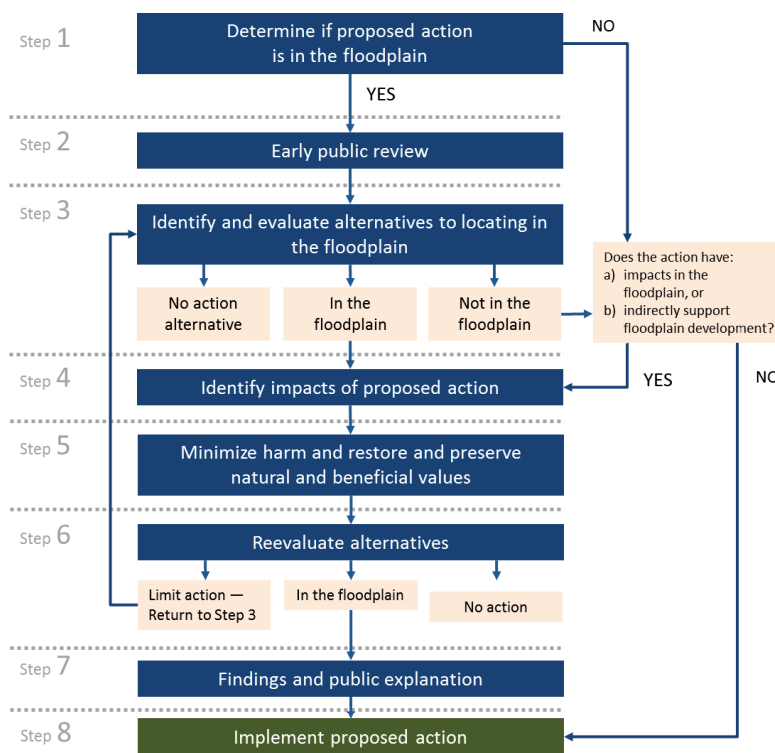 Step 1
Determine if proposed action
is in the floodplain
NO
YES
Step 2
Early public review
Step 3
Identify and evaluate alternatives to locating in
the floodplain
No action
alternative
In the
floodplain
Not in the
floodplain
Does the action have:
a) impacts in the
floodplain, or
b) indirectly support
floodplain development?
Step 4
Identify impacts of proposed action
YES
NO
Step 5
Minimize harm and restore and preserve
natural and beneficial values
Step 6
Reevaluate alternatives
Limit action —
Return to Step 3
In the floodplain
No action
Step 7
Findings and public explanation
Step 8
Implement proposed action